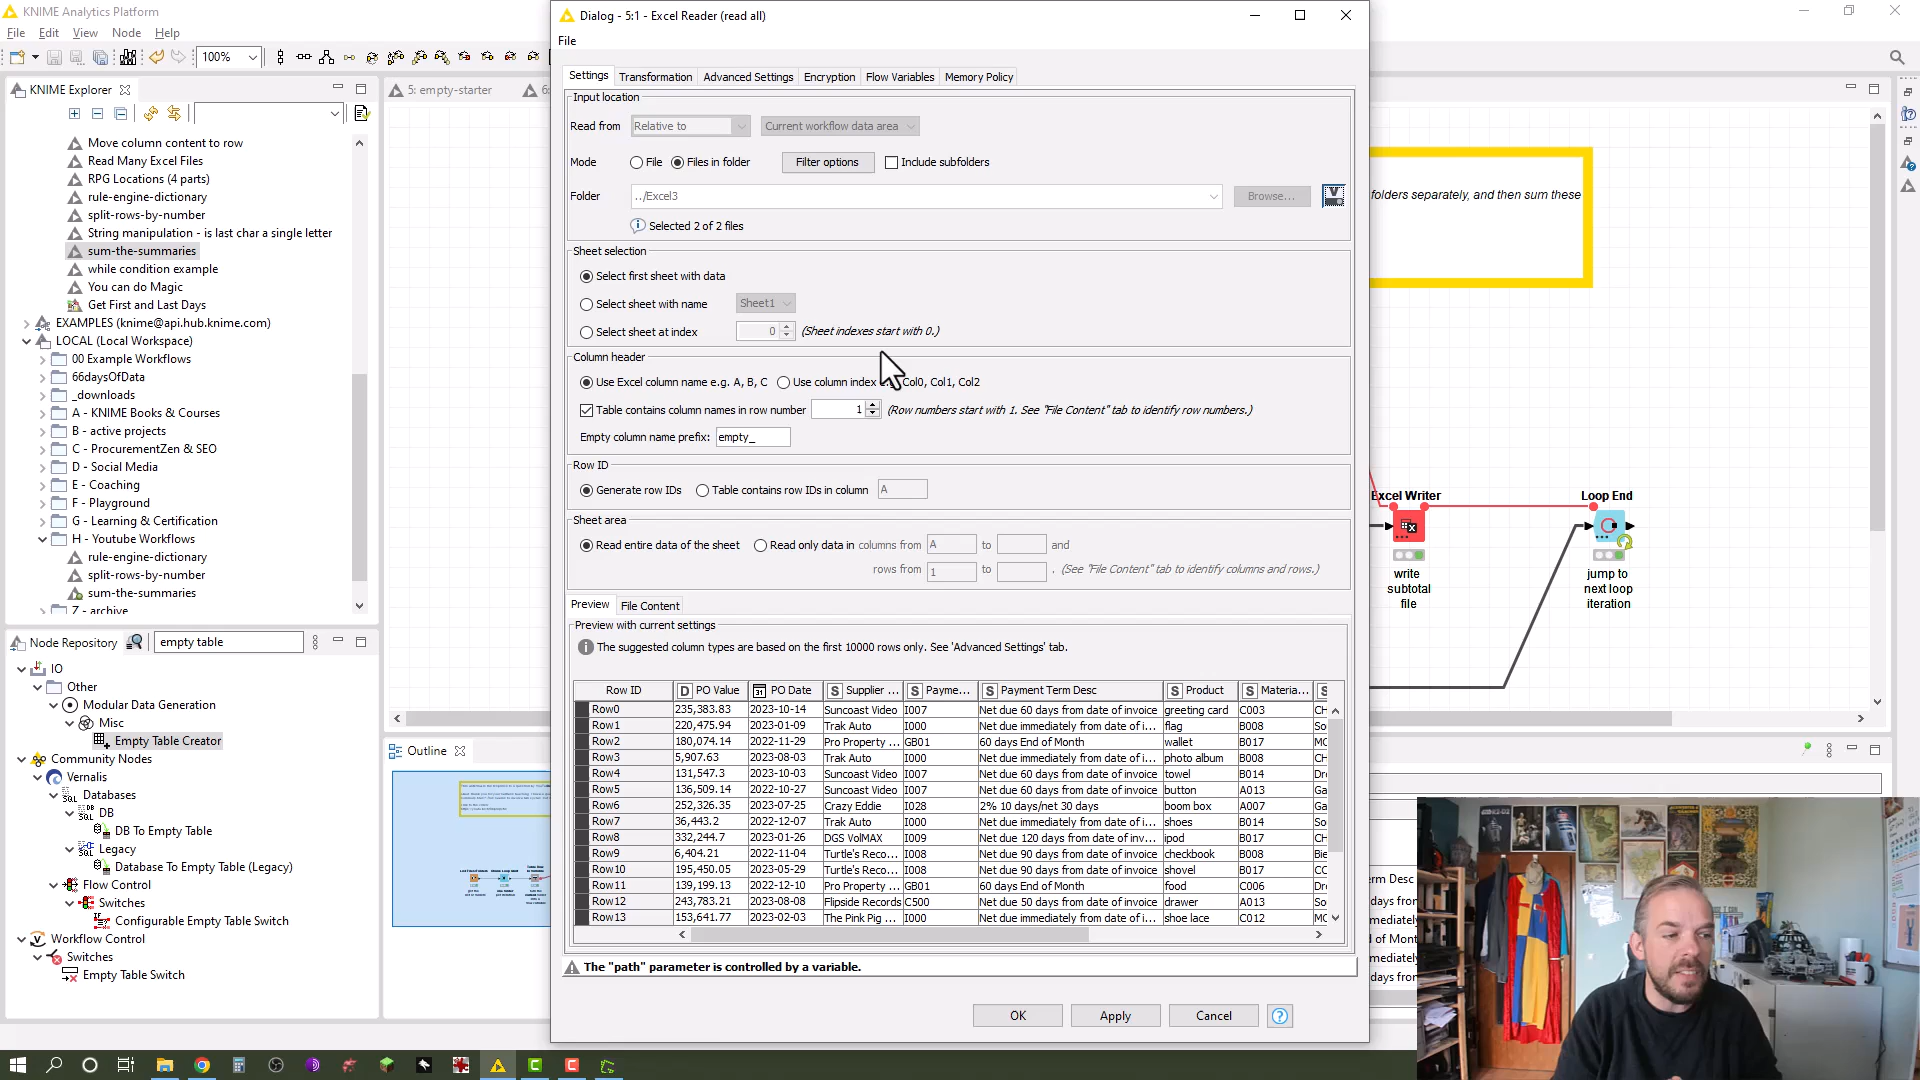 KNIME Analytics Platform
File Edit View Node Help
100%
KNIME Explorer
Move column content to row
Read Many Excel Files
RPG Locations (4 parts)
rule-engine-dictionary
split-rows-by-number
String manipulation - is last char a single letter
sum-the-summaries
while condition example
You can do Magic
Get First and Last Days
EXAMPLES (knime@api.hub.knime.com)
LOCAL (Local Workspace)
00 Example Workflows
66daysOfData
_downloads
A - KNIME Books & Courses
B - active projects
C - ProcurementZen & SEO
D - Social Media
E - Coaching
F - Playground
G - Learning & Certification
H - Youtube Workflows
rule-engine-dictionary
split-rows-by-number
sum-the-summaries
Z - archive
Node Repository
empty table
IO
Other
Modular Data Generation
Misc
Empty Table Creator
Community Nodes
Vernalis
Databases
DB
DB To Empty Table
Legacy
Database To Empty Table (Legacy)
Flow Control
Switches
Configurable Empty Table Switch
Workflow Control
Switches
Empty Table Switch
5: empty-starter
Outline
Dialog - 5:1 - Excel Reader (read all)
File
Settings Transformation Advanced Settings Encryption Flow Variables Memory Policy
Input location
Read from Relative to Current workflow data area
Mode File Files in folder Filter options Include subfolders
Folder ../Excel3 Browse...
Selected 2 of 2 files
Sheet selection
Select first sheet with data
Select sheet with name Sheet1
Select sheet at index 0 (Sheet indexes start with 0.)
Column header
Use Excel column name e.g. A, B, C Use column index Col0, Col1, Col2
Table contains column names in row number 1 (Row numbers start with 1. See "File Content" tab to identify row numbers.)
Empty column name prefix: empty_
Row ID
Generate row IDs Table contains row IDs in column A
Sheet area
Read entire data of the sheet Read only data in columns from A to and
rows from 1 to . (See "File Content" tab to identify columns and rows.)
Preview File Content
Preview with current settings
The suggested column types are based on the first 10000 rows only. See 'Advanced Settings' tab.
Row ID D PO Value PO Date S Supplier ... S Payme... S Payment Term Desc S Product S Materia... S
Row0 235,383.83 2023-10-14 Suncoast Video I007 Net due 60 days from date of invoice greeting card C003 CH
Row1 220,475.94 2023-01-09 Trak Auto I000 Net due immediately from date of i... flag B008 So
Row2 180,074.14 2022-11-29 Pro Property ... GB01 60 days End of Month wallet B017 MC
Row3 5,907.63 2023-08-03 Trak Auto I000 Net due immediately from date of i... photo album B008 CH
Row4 131,547.3 2023-10-03 Suncoast Video I007 Net due 60 days from date of invoice towel B014 Dr
Row5 136,509.14 2022-10-27 Suncoast Video I007 Net due 60 days from date of invoice button A013 Ga
Row6 252,326.35 2023-07-25 Crazy Eddie I028 2% 10 days/net 30 days boom box A007 Ga
Row7 36,443.2 2022-12-07 Trak Auto I000 Net due immediately from date of i... shoes B014 So
Row8 332,244.7 2023-01-26 DGS VolMAX I009 Net due 120 days from date of inv... ipod B017 CH
Row9 6,404.21 2022-11-04 Turtle's Reco... I008 Net due 90 days from date of invoice checkbook B008 Bie
Row10 195,450.05 2023-05-29 Turtle's Reco... I008 Net due 90 days from date of invoice shovel B017 CC
Row11 139,199.13 2022-12-10 Pro Property ... GB01 60 days End of Month food C006 Dr
Row12 243,783.21 2023-08-08 Flipside Records C500 Net due 50 days from date of invoice drawer A013 So
Row13 153,641.77 2023-02-03 The Pink Pig ... I000 Net due immediately from date of i... shoe lace C012 MC
The "path" parameter is controlled by a variable.
OK Apply Cancel
folders separately, and then sum these
Excel Writer
write
subtotal
file
Loop End
jump to
next loop
iteration